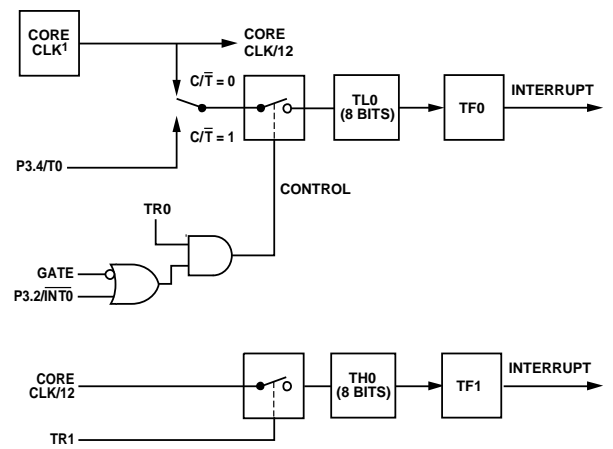 CORE
CLK1
CORE
CLK/12
C/T̅ = 0
C/T̅ = 1
P3.4/T0
TL0
(8 BITS)
TF0
INTERRUPT
CONTROL
TR0
GATE
P3.2/I̅N̅T̅0̅
CORE
CLK/12
TR1
TH0
(8 BITS)
TF1
INTERRUPT